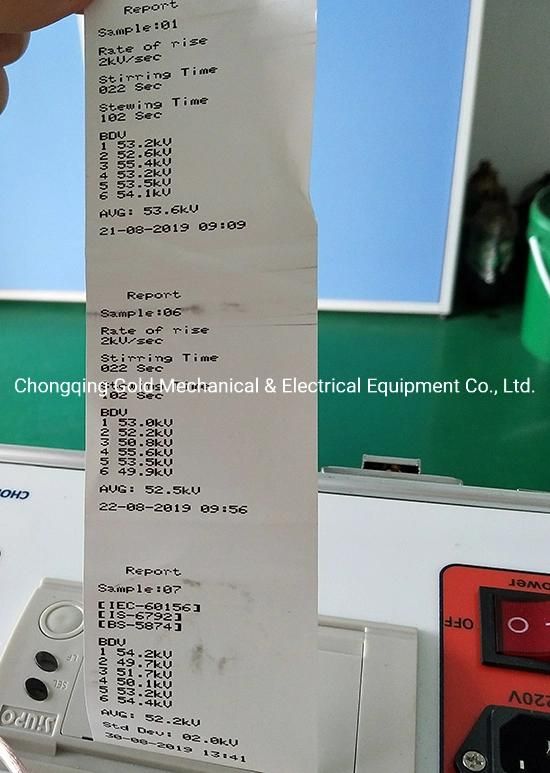 Report
Sample:01
Rate of rise
2kV/sec
Stirring Time
022 Sec
Stewing Time
102 Sec
BDV
1 53.2kV
2 52.6kV
3 55.4kV
4 53.2kV
5 53.5kV
6 54.1kV
AVG: 53.6kV
21-08-2019 09:09
Report
Sample:06
Rate of rise
2kV/sec
Stirring Time
022 Sec
Chongqing Gold Mechanical & Electrical Equipment Co., Ltd.
Time
102 Sec
BDV
1 53.0kV
2 52.2kV
3 50.8kV
4 55.6kV
5 53.5kV
6 49.9kV
AVG: 52.5kV
22-08-2019 09:56
Report
Sample:07
[IEC-60156]
[IS-6792]
[BS-5874]
BDV
1 54.2kV
2 49.7kV
3 51.7kV
4 50.1kV
5 53.2kV
6 54.4kV
AVG: 52.2kV
Std Dev: 02.0kV
30-08-2019 13:41
Power
OFF
220V
LF
SEL